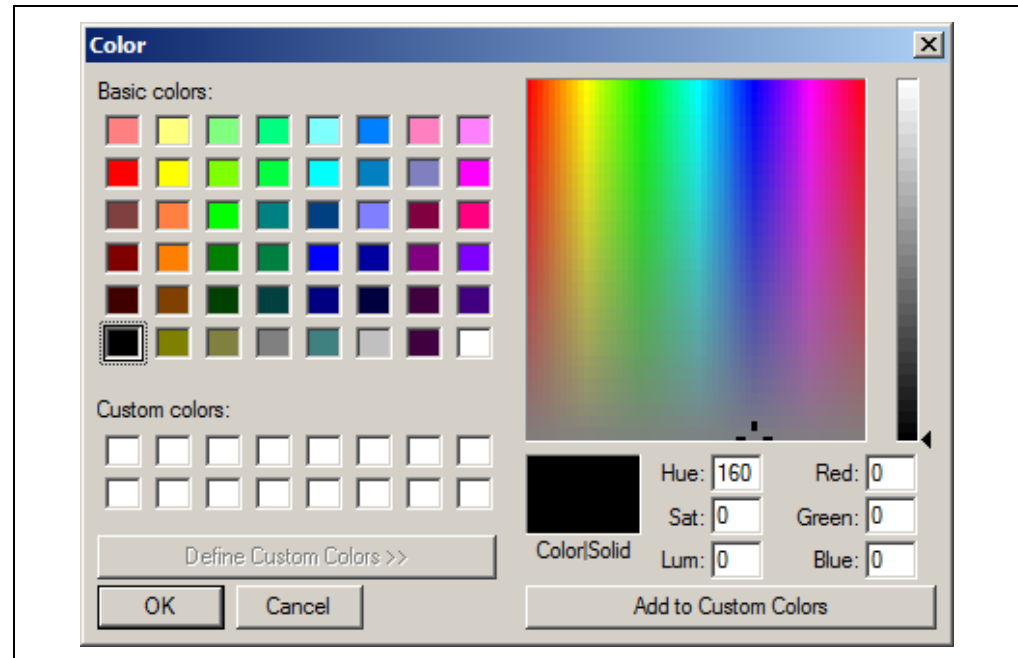 Color
Basic colors:
Custom colors:
Define Custom Colors >>
OK Cancel
Color|Solid
Hue: 160 Red: 0
Sat: 0 Green: 0
Lum: 0 Blue: 0
Add to Custom Colors